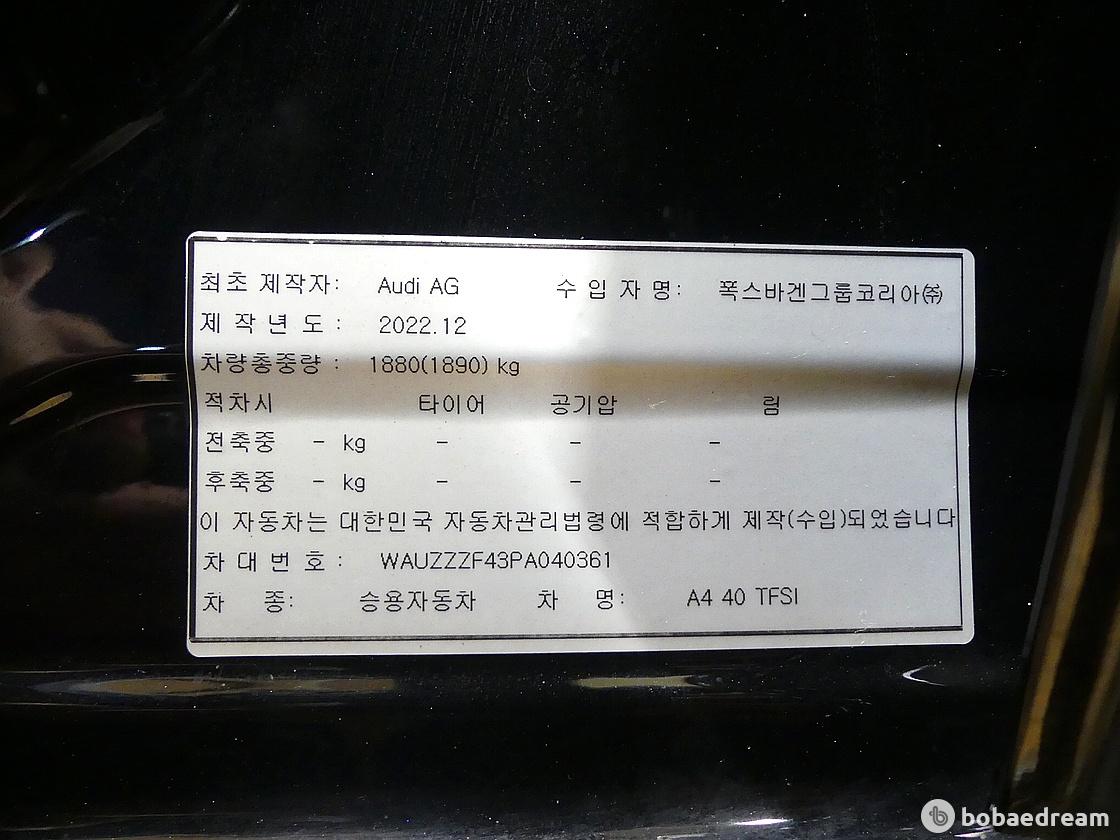 최초 제작자: Audi AG 수 입 자 명: 폭스바겐그룹코리아㈜
제 작 년 도 : 2022.12
차량총중량 : 1880(1890) kg
적차시 타이어 공기압 림
전축중 - kg - - -
후축중 - kg - - -
이 자동차는 대한민국 자동차관리법령에 적합하게 제작(수입)되었습니다
차 대 번 호 : WAUZZZF43PA040361
차 종: 승용자동차 차 명: A4 40 TFSI
bobaedream